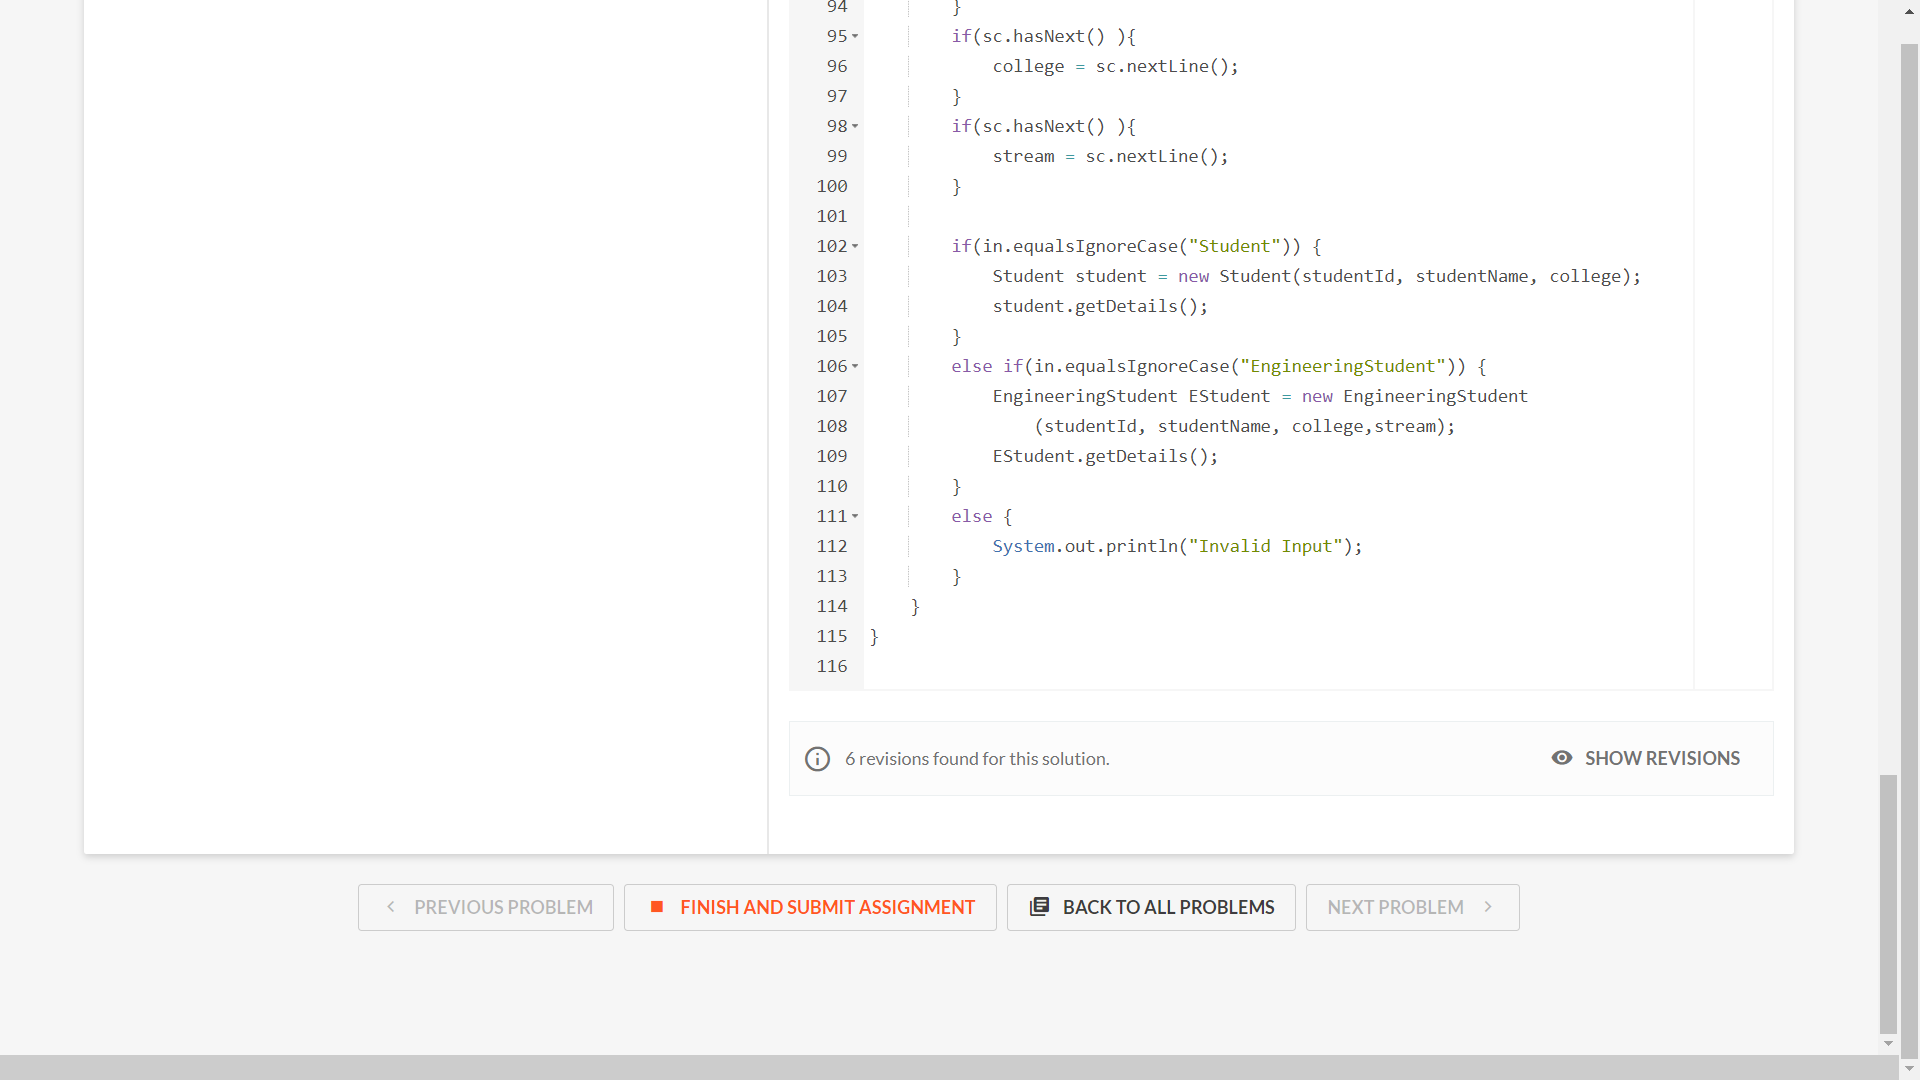 94 }
95 if(sc.hasNext() ){
96 college = sc.nextLine();
97 }
98 if(sc.hasNext() ){
99 stream = sc.nextLine();
100 }
101
102 if(in.equalsIgnoreCase("Student")) {
103 Student student = new Student(studentId, studentName, college);
104 student.getDetails();
105 }
106 else if(in.equalsIgnoreCase("EngineeringStudent")) {
107 EngineeringStudent EStudent = new EngineeringStudent
108 (studentId, studentName, college,stream);
109 EStudent.getDetails();
110 }
111 else {
112 System.out.println("Invalid Input");
113 }
114 }
115 }
116
6 revisions found for this solution. SHOW REVISIONS
PREVIOUS PROBLEM FINISH AND SUBMIT ASSIGNMENT BACK TO ALL PROBLEMS NEXT PROBLEM